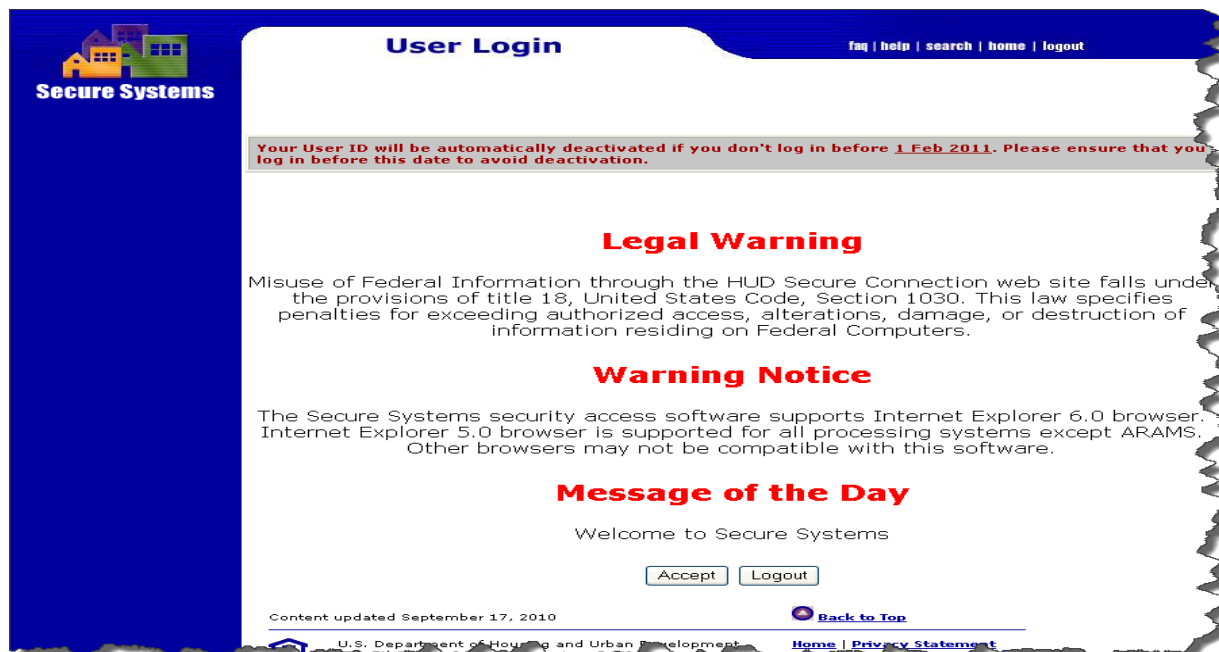 User Login
faq | help | search | home | logout
Secure Systems
Your User ID will be automatically deactivated if you don't log in before 1 Feb 2011. Please ensure that you
log in before this date to avoid deactivation.
Legal Warning
Misuse of Federal Information through the HUD Secure Connection web site falls under
the provisions of title 18, United States Code, Section 1030. This law specifies
penalties for exceeding authorized access, alterations, damage, or destruction of
information residing on Federal Computers.
Warning Notice
The Secure Systems security access software supports Internet Explorer 6.0 browser.
Internet Explorer 5.0 browser is supported for all processing systems except ARAMS.
Other browsers may not be compatible with this software.
Message of the Day
Welcome to Secure Systems
Accept Logout
Content updated September 17, 2010 Back to Top
U.S. Department of Housing and Urban Development Home | Privacy Statement